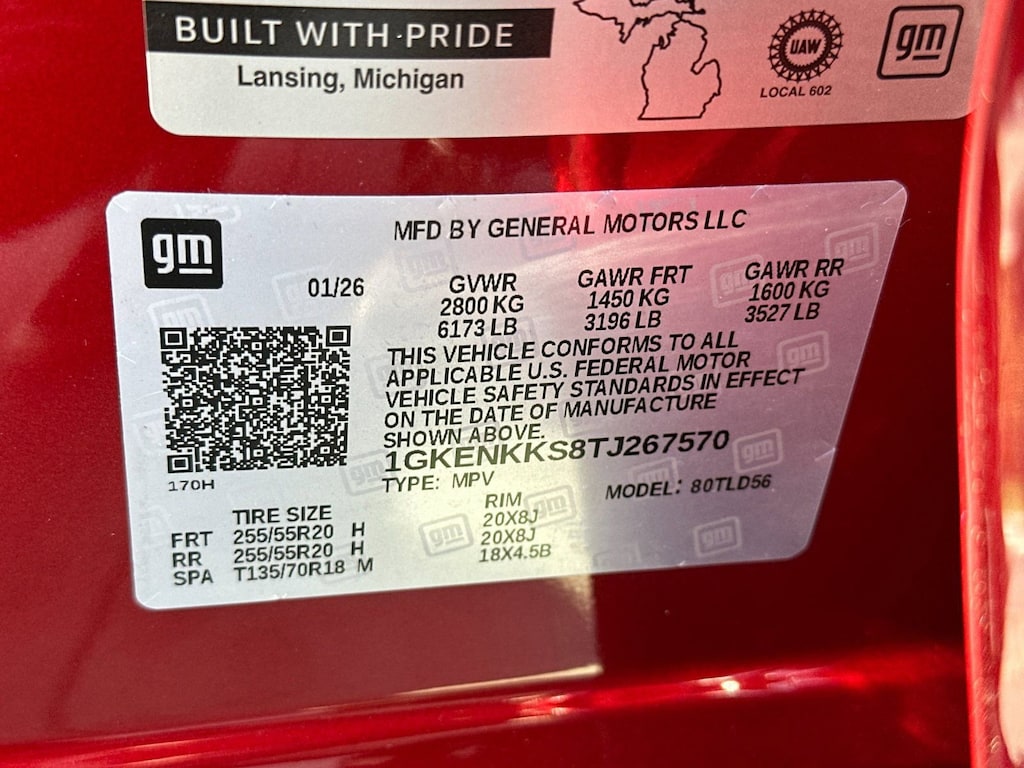 BUILT WITH PRIDE
Lansing, Michigan
UAW
LOCAL 602
gm
gm
MFD BY GENERAL MOTORS LLC
01/26
GVWR GAWR FRT GAWR RR
2800 KG 1450 KG 1600 KG
6173 LB 3196 LB 3527 LB
THIS VEHICLE CONFORMS TO ALL
APPLICABLE U.S. FEDERAL MOTOR
VEHICLE SAFETY STANDARDS IN EFFECT
ON THE DATE OF MANUFACTURE
SHOWN ABOVE.
1GKENKKS8TJ267570
170H
TYPE: MPV MODEL: 80TLD56
TIRE SIZE RIM
FRT 255/55R20 H 20X8J
RR 255/55R20 H 20X8J
SPA T135/70R18 M 18X4.5B